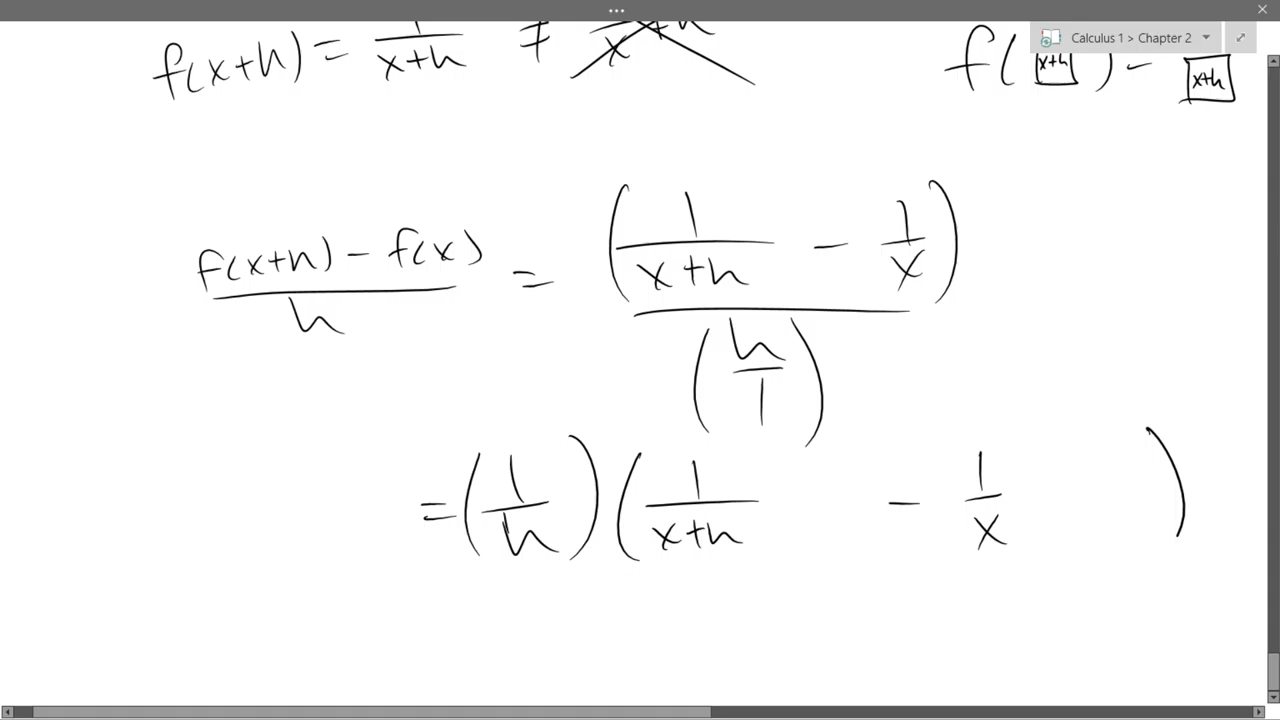 Calculus 1 > Chapter 2
f(x+h) = 1/(x+h) ≠ f( x+h ) = x+h
(f(x+h) - f(x))/h = (1/(x+h) - 1/x)/(h/1)
= (1/h)(1/(x+h) - 1/x)